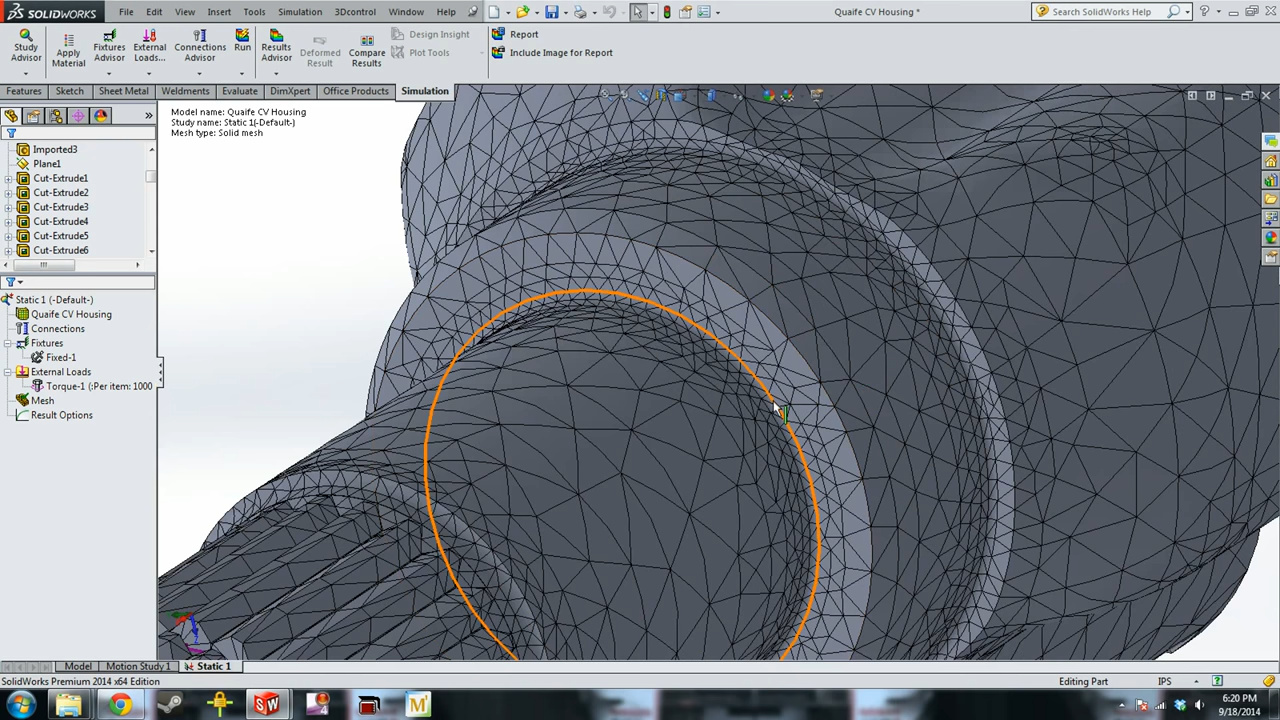 SOLIDWORKS File Edit View Insert Tools Simulation 3Dcontrol Window Help Quaife CV Housing * Search SolidWorks Help
Study Advisor
Apply Material
Fixtures Advisor
External Loads...
Connections Advisor
Run
Results Advisor
Deformed Result
Compare Results
Design Insight
Plot Tools
Report
Include Image for Report
Features Sketch Sheet Metal Weldments Evaluate DimXpert Office Products Simulation
Model name: Quaife CV Housing
Study name: Static 1(-Default-)
Mesh type: Solid mesh
Imported3
Plane1
Cut-Extrude1
Cut-Extrude2
Cut-Extrude3
Cut-Extrude4
Cut-Extrude5
Cut-Extrude6
Static 1 (-Default-)
Quaife CV Housing
Connections
Fixtures
Fixed-1
External Loads
Torque-1 (:Per item: 1000
Mesh
Result Options
Model Motion Study 1 Static 1
SolidWorks Premium 2014 x64 Edition Editing Part IPS
6:20 PM
9/18/2014